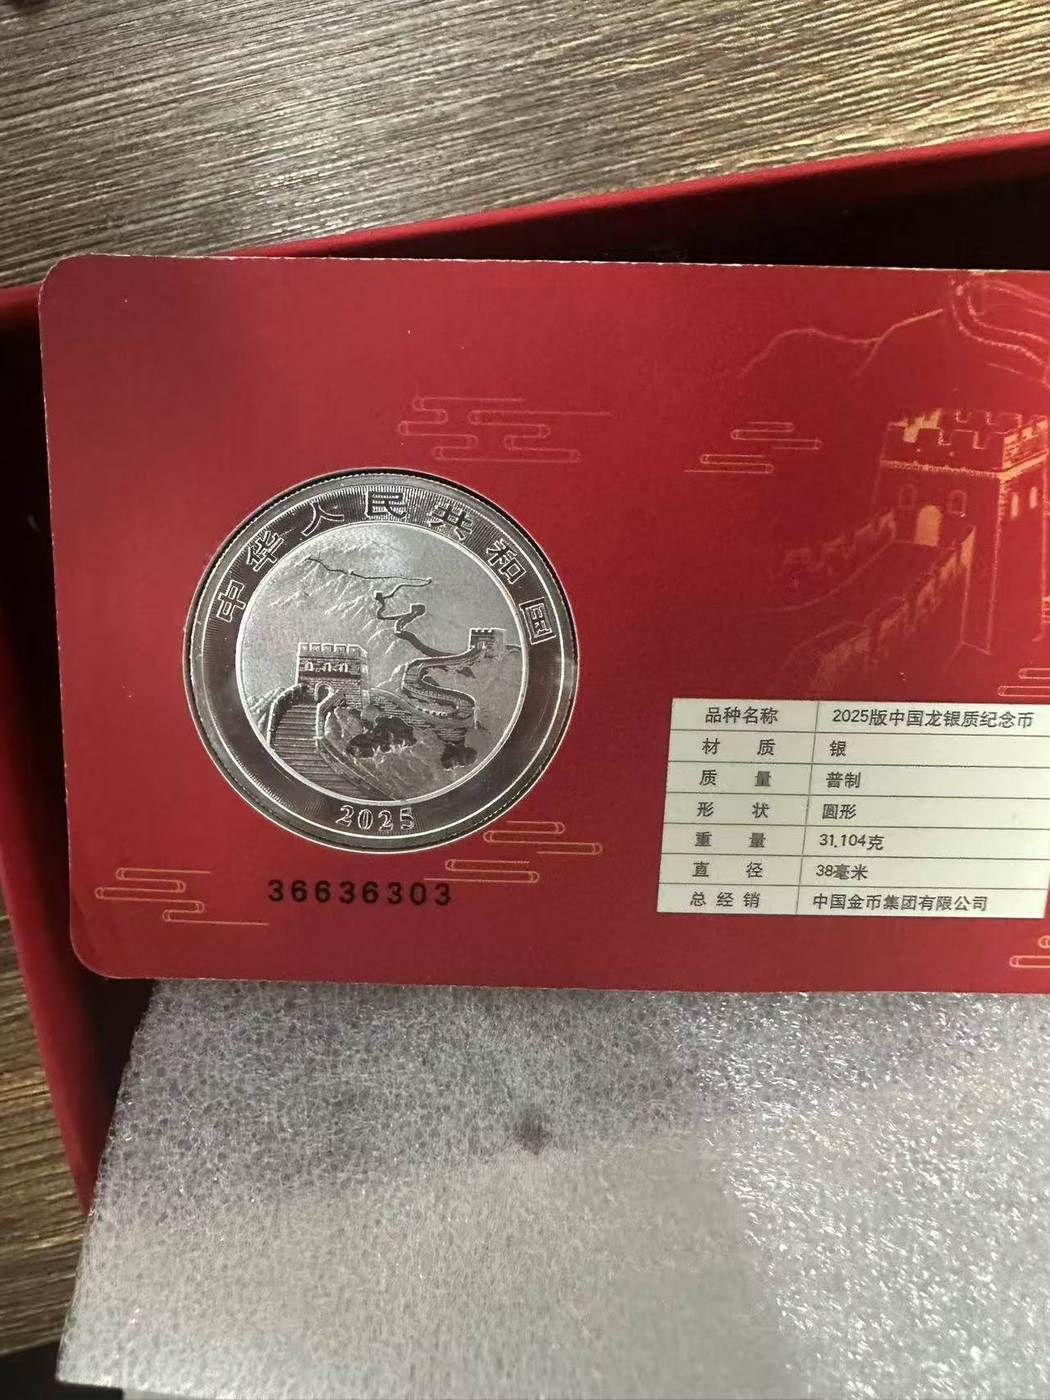 中华人民共和国
2025
36636303
品种名称 2025版中国龙银质纪念币
材 质 银
质 量 普制
形 状 圆形
重 量 31.104克
直 径 38毫米
总 经 销 中国金币集团有限公司